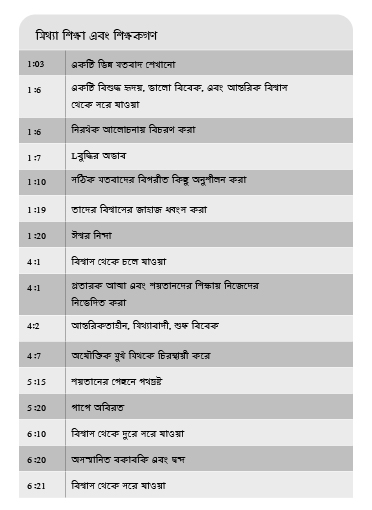 মিথ্যা শিক্ষা এবং শিক্ষকগণ
1:03 একটি ভিন্ন মতবাদ শেখানো
1:6 একটি বিশুদ্ধ হৃদয়, ভালো বিবেক, এবং আন্তরিক বিশ্বাস
থেকে সরে যাওয়া
1:6 নিরর্থক আলোচনায় বিচরণ করা
1:7 Lবুদ্ধির অভাব
1:10 সঠিক মতবাদের বিপরীত কিছু অনুশীলন করা
1:19 তাদের বিশ্বাসের জাহাজ ধ্বংস করা
1:20 ঈশ্বর নিন্দা
4:1 বিশ্বাস থেকে চলে যাওয়া
4:1 প্রতারক আত্মা এবং শয়তানদের শিক্ষায় নিজেদের
নিভেদিত করা
4:2 আন্তরিকতাহীন, মিথ্যাবাদী, শুষ্ক বিবেক
4:7 অযৌক্তিক মুখ মিথকে চিরস্থায়ী করে
5:15 শয়তানের পেছনে পথভ্রষ্ট
5:20 পাপে অবিরত
6:10 বিশ্বাস থেকে দুরে সরে যাওয়া
6:20 অসম্মানিত বকাবকি এবং দ্বন্দ
6:21 বিশ্বাস থেকে সরে যাওয়া